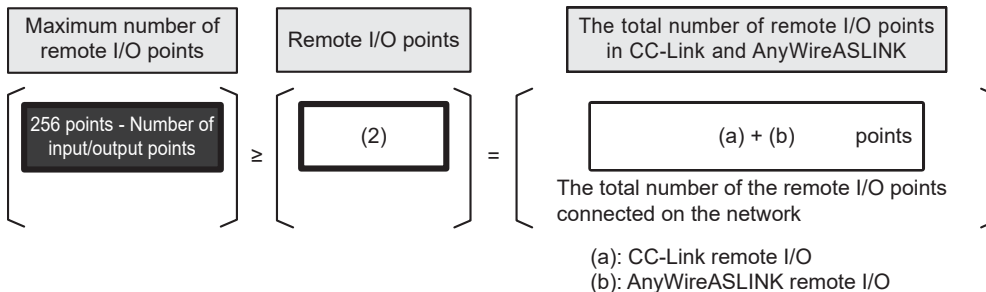 Maximum number of
remote I/O points
Remote I/O points
The total number of remote I/O points
in CC-Link and AnyWireASLINK
256 points - Number of
input/output points
≥
(2)
=
(a) + (b) points
The total number of the remote I/O points
connected on the network
(a): CC-Link remote I/O
(b): AnyWireASLINK remote I/O